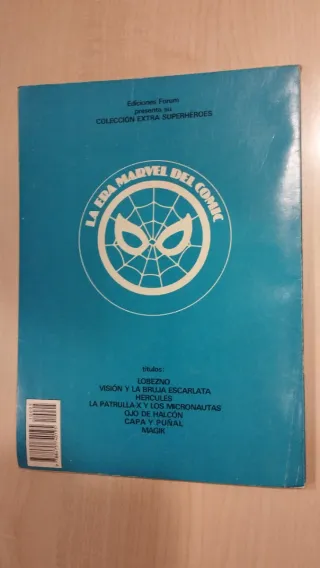 Ediciones Forum
presenta su
COLECCIÓN EXTRA SUPERHÉROES
LA ERA MARVEL DEL COMIC
títulos:
LOBEZNO
VISIÓN Y LA BRUJA ESCARLATA
HÉRCULES
LA PATRULLA-X Y LOS MICRONAUTAS
OJO DE HALCÓN
CAPA Y PUÑAL
MAGIK